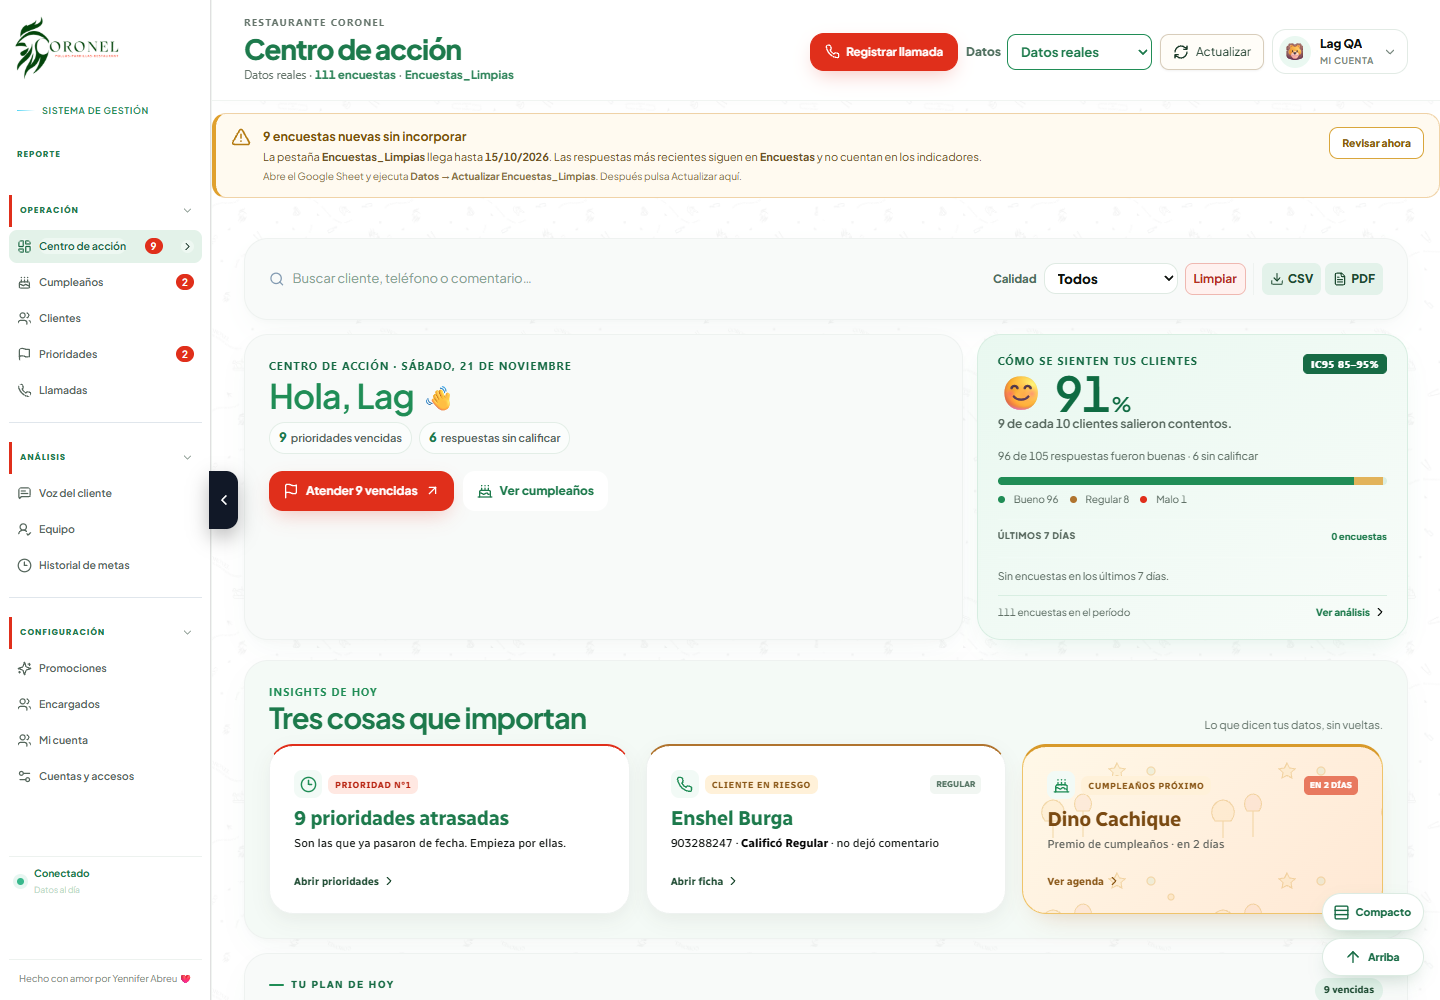 CORONEL
SISTEMA DE GESTIÓN
REPORTE
OPERACIÓN
Centro de acción 9
Cumpleaños 2
Clientes
Prioridades 2
Llamadas
ANÁLISIS
Voz del cliente
Equipo
Historial de metas
CONFIGURACIÓN
Promociones
Encargados
Mi cuenta
Cuentas y accesos
Conectado
Datos al día
Hecho con amor por Yennifer Abreu
RESTAURANTE CORONEL
Centro de acción
Datos reales · 111 encuestas · Encuestas_Limpias
Registrar llamada
Datos
Datos reales
Actualizar
Lag QA
MI CUENTA
9 encuestas nuevas sin incorporar
La pestaña Encuestas_Limpias llega hasta 15/10/2026. Las respuestas más recientes siguen en Encuestas y no cuentan en los indicadores.
Abre el Google Sheet y ejecuta Datos → Actualizar Encuestas_Limpias. Después pulsa Actualizar aquí.
Revisar ahora
Buscar cliente, teléfono o comentario...
Calidad
Todos
Limpiar
CSV
PDF
CENTRO DE ACCIÓN · SÁBADO, 21 DE NOVIEMBRE
Hola, Lag
9 prioridades vencidas
6 respuestas sin calificar
Atender 9 vencidas
Ver cumpleaños
CÓMO SE SIENTEN TUS CLIENTES
IC95 85–95%
91%
9 de cada 10 clientes salieron contentos.
96 de 105 respuestas fueron buenas · 6 sin calificar
Bueno 96
Regular 8
Malo 1
ÚLTIMOS 7 DÍAS
0 encuestas
Sin encuestas en los últimos 7 días.
111 encuestas en el período
Ver análisis
INSIGHTS DE HOY
Tres cosas que importan
Lo que dicen tus datos, sin vueltas.
PRIORIDAD Nº1
9 prioridades atrasadas
Son las que ya pasaron de fecha. Empieza por ellas.
Abrir prioridades
CLIENTE EN RIESGO
REGULAR
Enshel Burga
903288247 · Calificó Regular · no dejó comentario
Abrir ficha
CUMPLEAÑOS PRÓXIMO
EN 2 DÍAS
Dino Cachique
Premio de cumpleaños · en 2 días
Ver agenda
Compacto
Arriba
TU PLAN DE HOY
9 vencidas